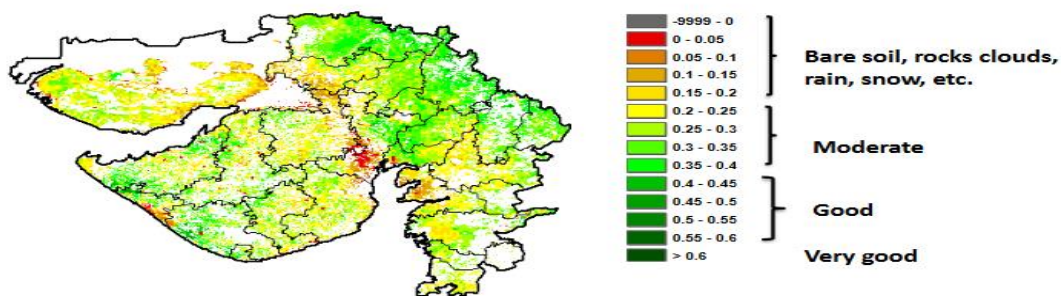 -9999 - 0
0 - 0.05
0.05 - 0.1
0.1 - 0.15
0.15 - 0.2
0.2 - 0.25
0.25 - 0.3
0.3 - 0.35
0.35 - 0.4
0.4 - 0.45
0.45 - 0.5
0.5 - 0.55
0.55 - 0.6
> 0.6
Bare soil, rocks clouds,
rain, snow, etc.
Moderate
Good
Very good